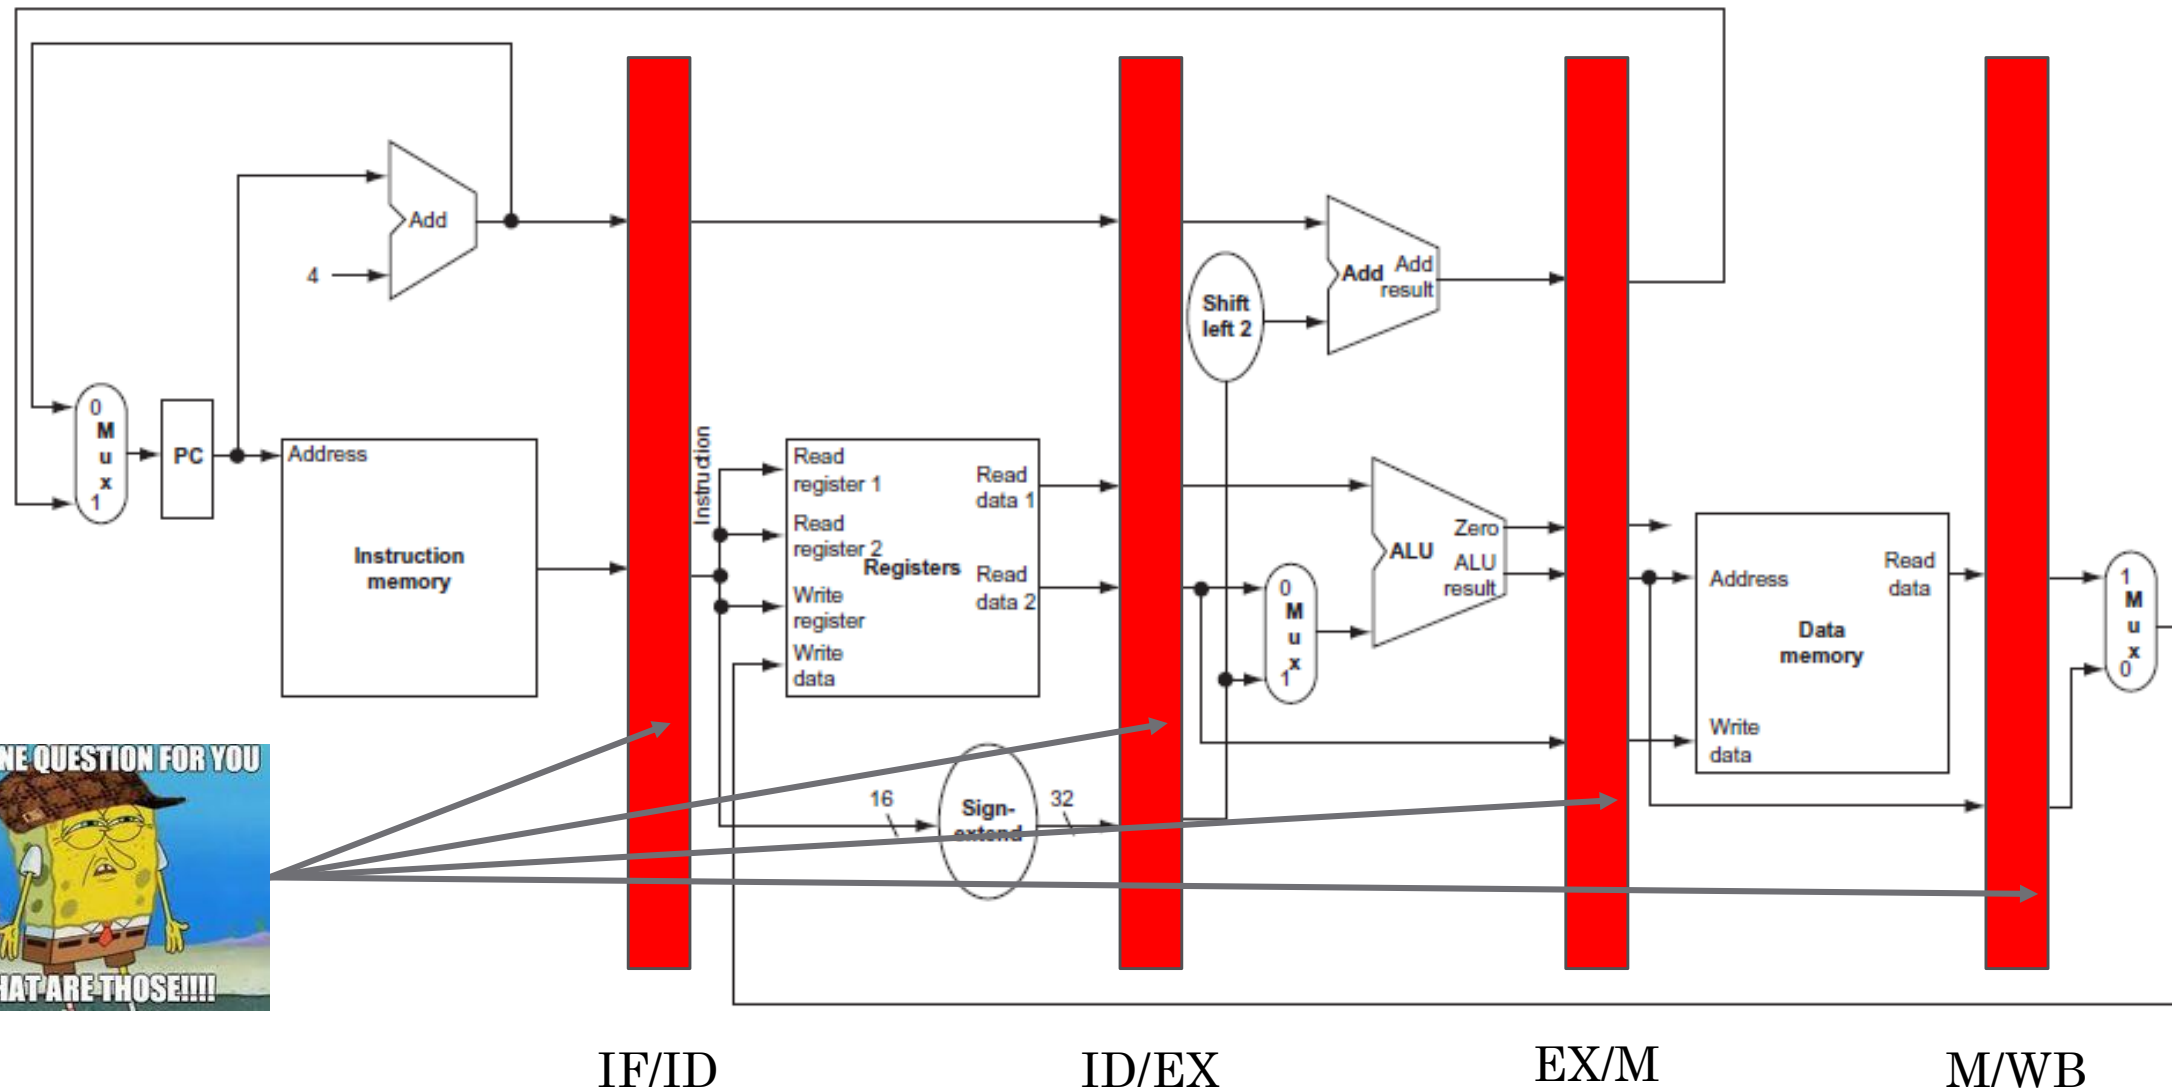 Add
4
Add
Add
result
Shift
left 2
0
M
u
x
1
PC
Address
Instruction
memory
Instruction
Read
register 1
Read
register 2
Write
register
Write
data
Registers
Read
data 1
Read
data 2
16
Sign-
extend
32
0
M
u
x
1
Zero
ALU
ALU
result
Address
Read
data
Data
memory
Write
data
1
M
u
x
0
NE QUESTION FOR YOU
HAT ARE THOSE!!!!
IF/ID
ID/EX
EX/M
M/WB